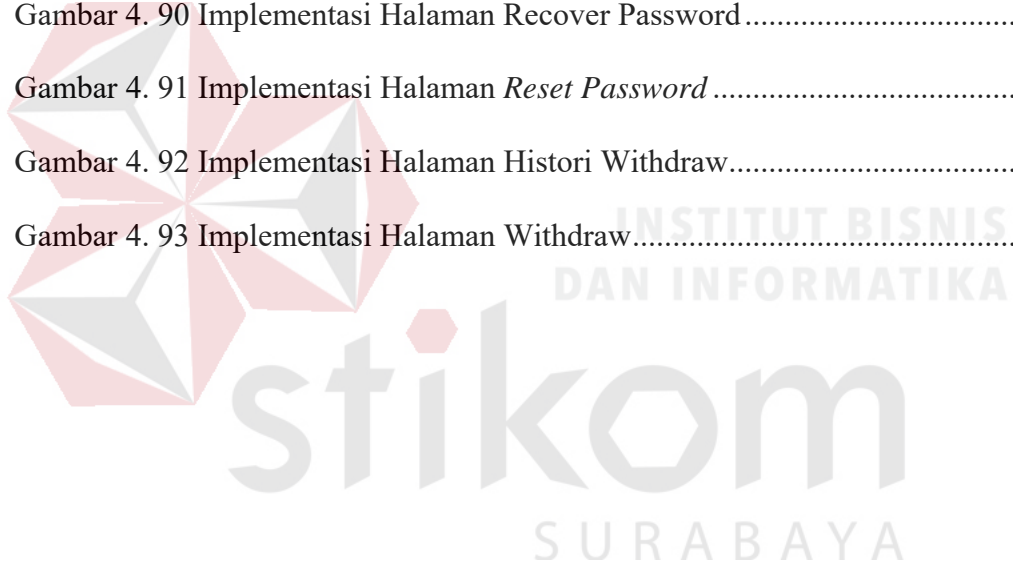 Gambar 4. 90 Implementasi Halaman Recover Password...................................
Gambar 4. 91 Implementasi Halaman Reset Password.......................................
Gambar 4. 92 Implementasi Halaman Histori Withdraw....................................
Gambar 4. 93 Implementasi Halaman Withdraw................................................
INSTITUT BISNIS
DAN INFORMATIKA
stikom
SURABAYA